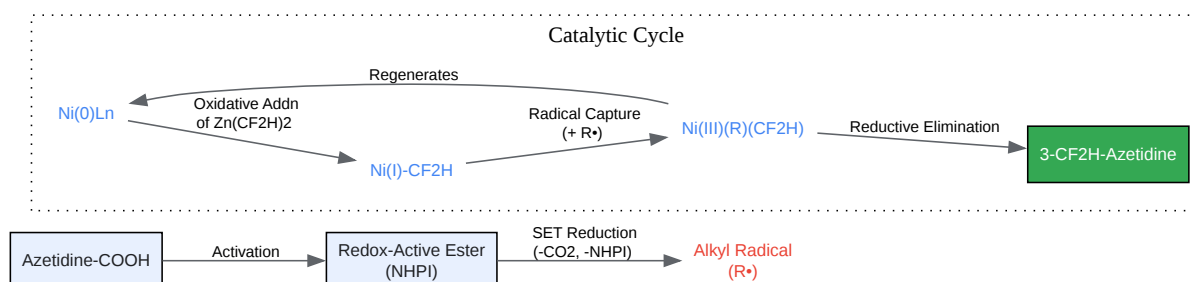 Catalytic Cycle
Regenerates
Ni(0)Ln
Oxidative Addn
of Zn(CF2H)2
Ni(I)-CF2H
Radical Capture
(+ R•)
Ni(III)(R)(CF2H)
Reductive Elimination
3-CF2H-Azetidine
Azetidine-COOH
Activation
Redox-Active Ester
(NHPI)
SET Reduction
(-CO2, -NHPI)
Alkyl Radical
(R•)